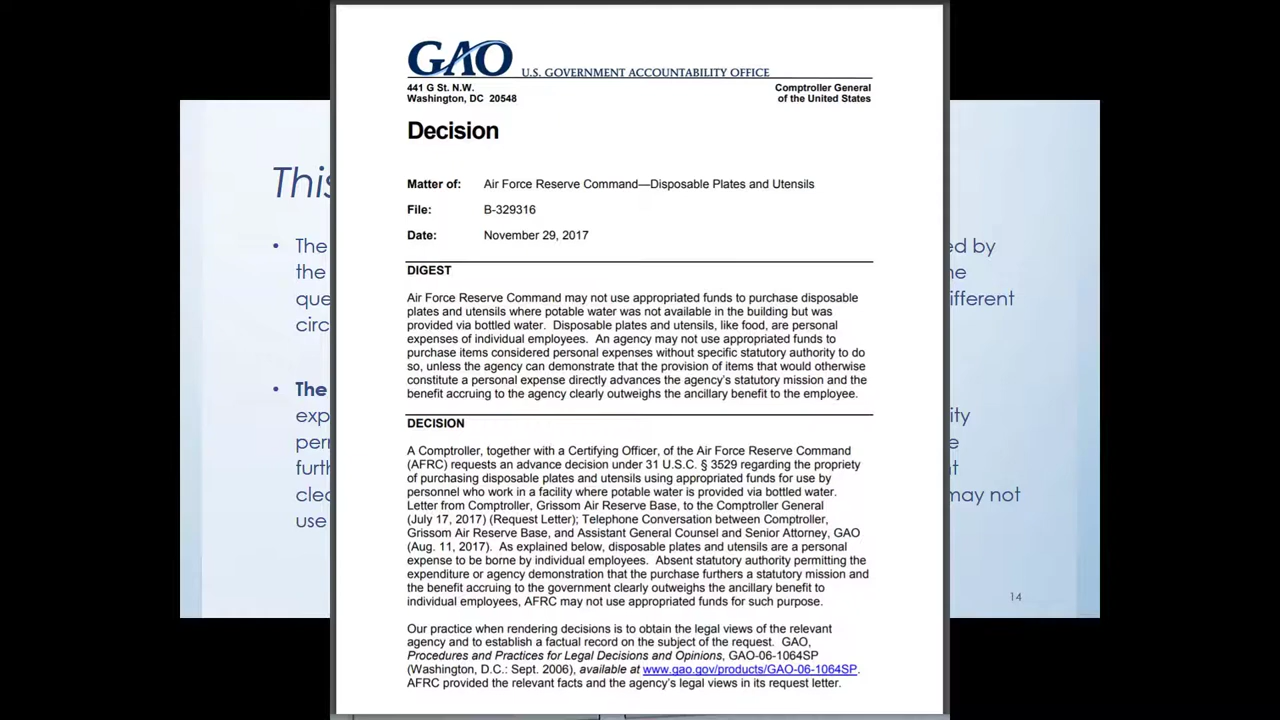 GAO U.S. GOVERNMENT ACCOUNTABILITY OFFICE
441 G St. N.W.
Washington, DC 20548
Comptroller General
of the United States
Decision
Matter of: Air Force Reserve Command—Disposable Plates and Utensils
File: B-329316
Date: November 29, 2017
DIGEST
Air Force Reserve Command may not use appropriated funds to purchase disposable
plates and utensils where potable water was not available in the building but was
provided via bottled water. Disposable plates and utensils, like food, are personal
expenses of individual employees. An agency may not use appropriated funds to
purchase items considered personal expenses without specific statutory authority to do
so, unless the agency can demonstrate that the provision of items that would otherwise
constitute a personal expense directly advances the agency's statutory mission and the
benefit accruing to the agency clearly outweighs the ancillary benefit to the employee.
DECISION
A Comptroller, together with a Certifying Officer, of the Air Force Reserve Command
(AFRC) requests an advance decision under 31 U.S.C. § 3529 regarding the propriety
of purchasing disposable plates and utensils using appropriated funds for use by
personnel who work in a facility where potable water is provided via bottled water.
Letter from Comptroller, Grissom Air Reserve Base, to the Comptroller General
(July 17, 2017) (Request Letter); Telephone Conversation between Comptroller,
Grissom Air Reserve Base, and Assistant General Counsel and Senior Attorney, GAO
(Aug. 11, 2017). As explained below, disposable plates and utensils are a personal
expense to be borne by individual employees. Absent statutory authority permitting the
expenditure or agency demonstration that the purchase furthers a statutory mission and
the benefit accruing to the government clearly outweighs the ancillary benefit to
individual employees, AFRC may not use appropriated funds for such purpose.
Our practice when rendering decisions is to obtain the legal views of the relevant
agency and to establish a factual record on the subject of the request. GAO,
Procedures and Practices for Legal Decisions and Opinions, GAO-06-1064SP
(Washington, D.C.: Sept. 2006), available at www.gao.gov/products/GAO-06-1064SP.
AFRC provided the relevant facts and the agency's legal views in its request letter.
This
• The
the
que
circ
• The
exp
perr
furth
clea
use
ed by
ne
ifferent
ity
e
t
may not
14